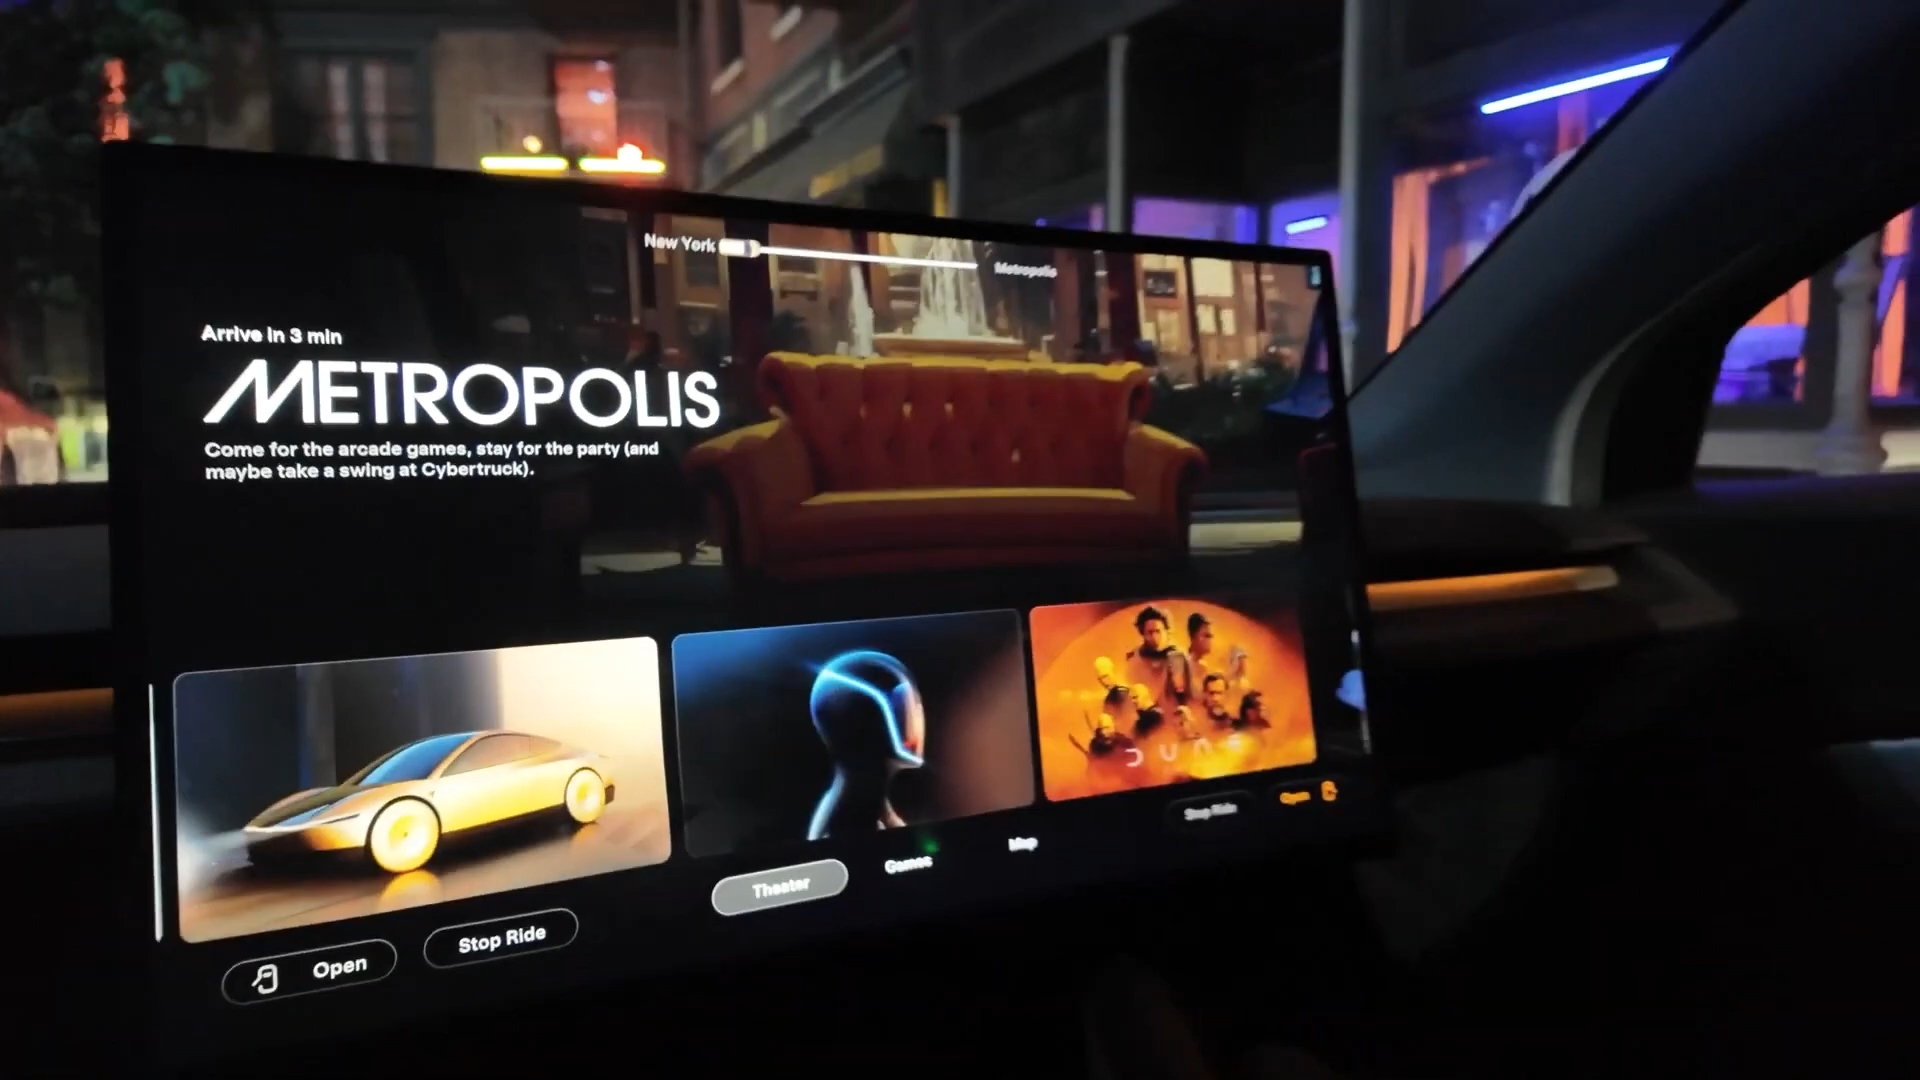 New York
Metropolis
Arrive in 3 min
METROPOLIS
Come for the arcade games, stay for the party (and
maybe take a swing at Cybertruck).
DUNE
Open
Stop Ride
Theater
Games
Map
Stop Ride
Open